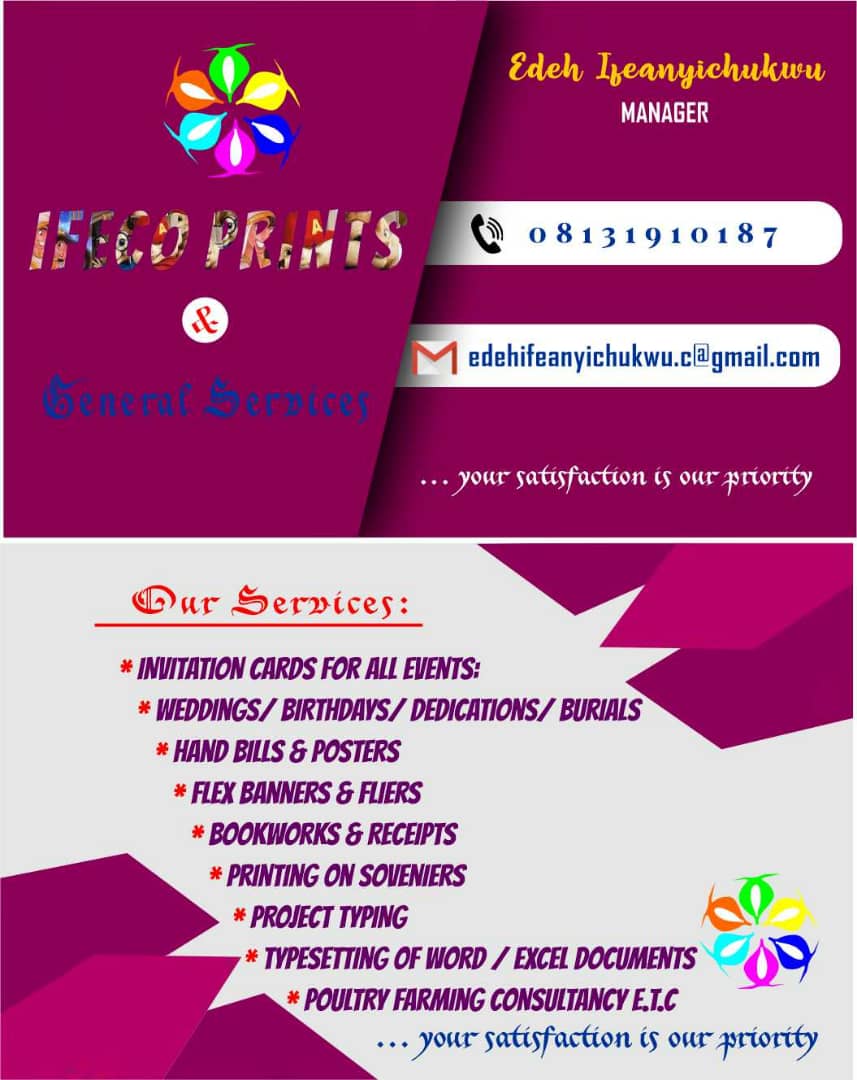 Edeh Ifeanyichukwu
MANAGER
IFECO PRINTS
&
General Services
08131910187
edehifeanyichukwu.c@gmail.com
... your satisfaction is our priority
Our Services:
* INVITATION CARDS FOR ALL EVENTS:
* WEDDINGS/ BIRTHDAYS/ DEDICATIONS/ BURIALS
* HAND BILLS & POSTERS
* FLEX BANNERS & FLIERS
* BOOKWORKS & RECEIPTS
* PRINTING ON SOVENIERS
* PROJECT TYPING
* TYPESETTING OF WORD / EXCEL DOCUMENTS
* POULTRY FARMING CONSULTANCY E.T.C
... your satisfaction is our priority